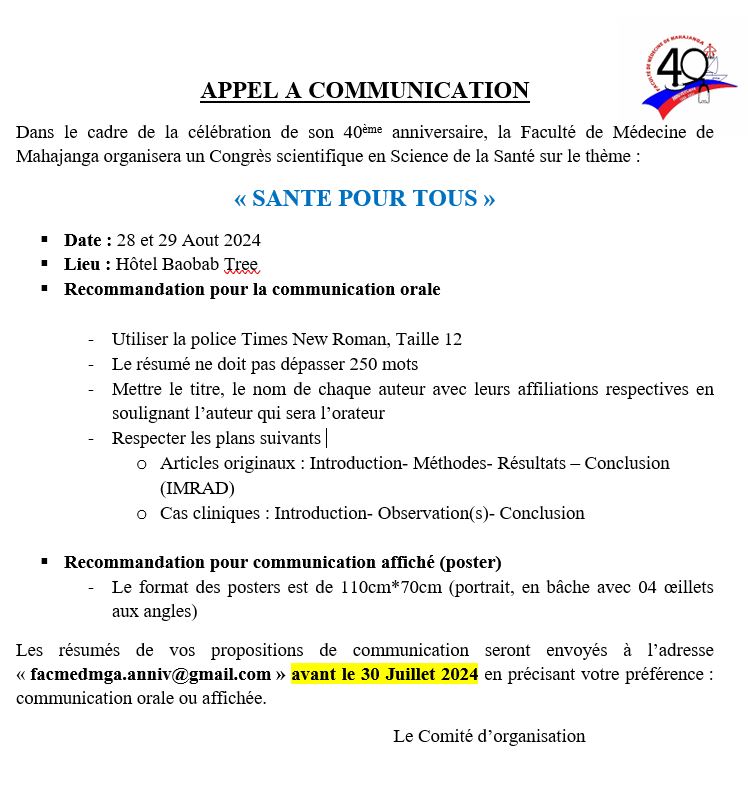 FACULTÉ DE MÉDECINE DE MAHAJANGA
40
APPEL A COMMUNICATION
Dans le cadre de la célébration de son 40ème anniversaire, la Faculté de Médecine de
Mahajanga organisera un Congrès scientifique en Science de la Santé sur le thème :
« SANTE POUR TOUS »
▪ Date : 28 et 29 Aout 2024
▪ Lieu : Hôtel Baobab Tree
▪ Recommandation pour la communication orale
- Utiliser la police Times New Roman, Taille 12
- Le résumé ne doit pas dépasser 250 mots
- Mettre le titre, le nom de chaque auteur avec leurs affiliations respectives en
soulignant l’auteur qui sera l’orateur
- Respecter les plans suivants
o Articles originaux : Introduction- Méthodes- Résultats – Conclusion
(IMRAD)
o Cas cliniques : Introduction- Observation(s)- Conclusion
▪ Recommandation pour communication affiché (poster)
- Le format des posters est de 110cm*70cm (portrait, en bâche avec 04 œillets
aux angles)
Les résumés de vos propositions de communication seront envoyés à l’adresse
« facmedmga.anniv@gmail.com » avant le 30 Juillet 2024 en précisant votre préférence :
communication orale ou affichée.
Le Comité d’organisation